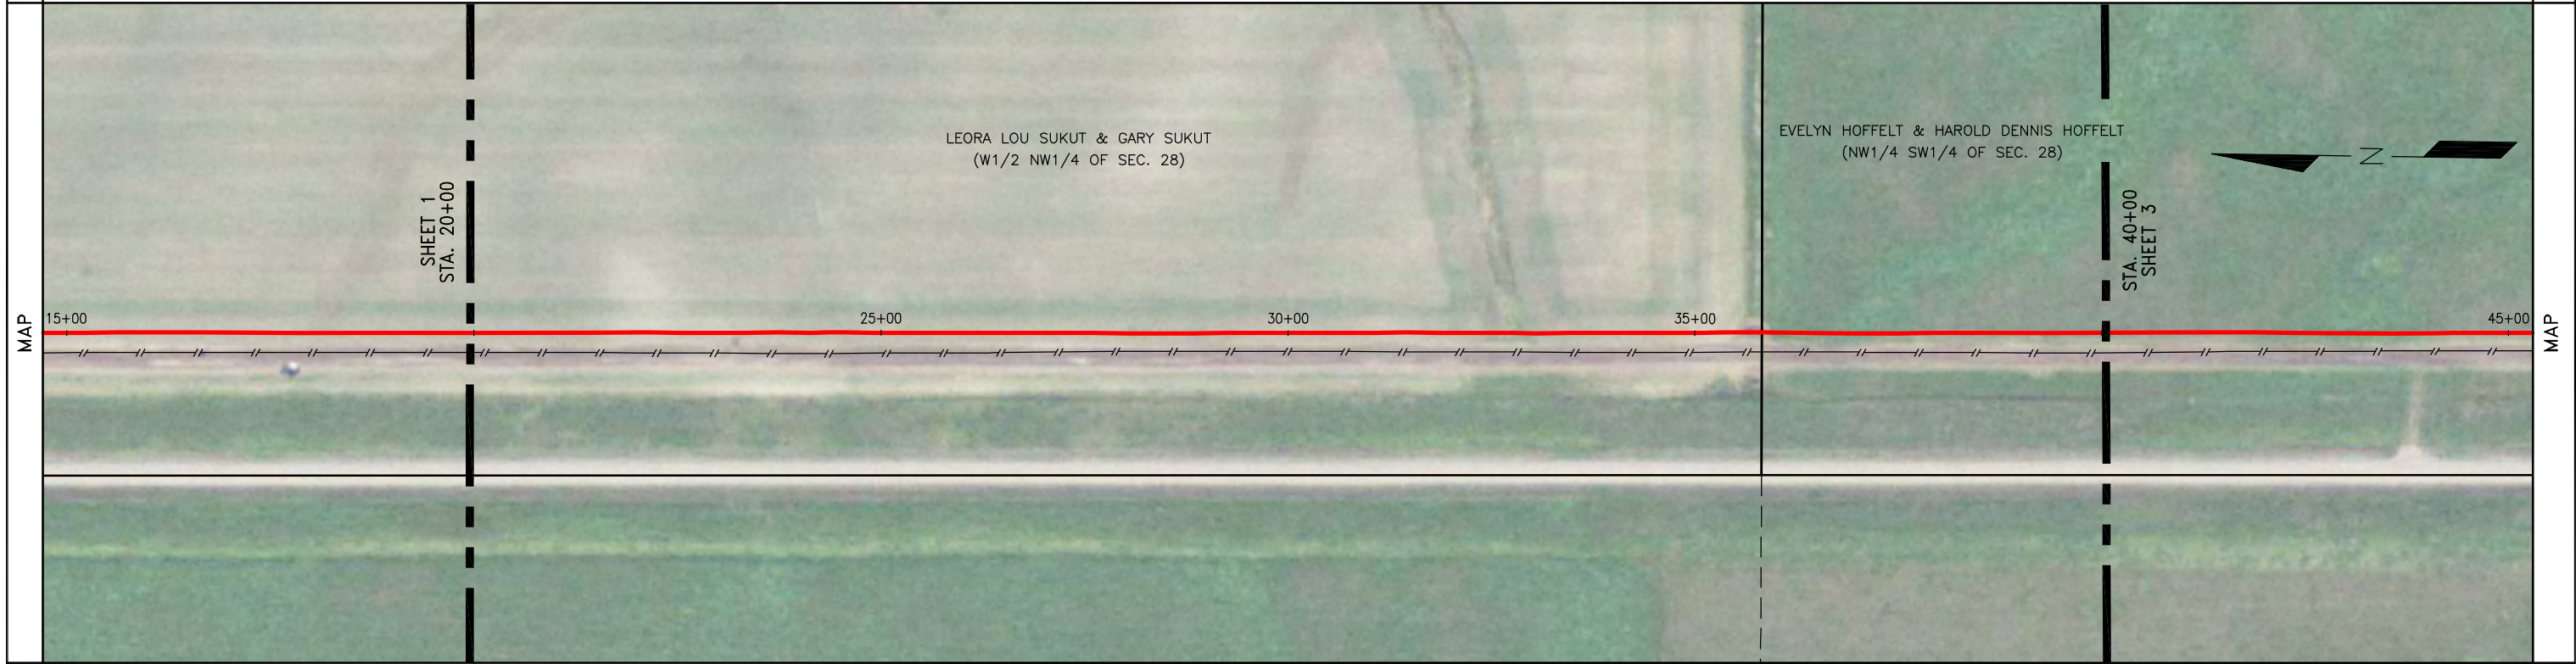 LEORA LOU SUKUT & GARY SUKUT
(W1/2 NW1/4 OF SEC. 28)
EVELYN HOFFELT & HAROLD DENNIS HOFFELT
(NW1/4 SW1/4 OF SEC. 28)
N
SHEET 1
STA. 20+00
STA. 40+00
SHEET 3
MAP
15+00
25+00
30+00
35+00
45+00
MAP